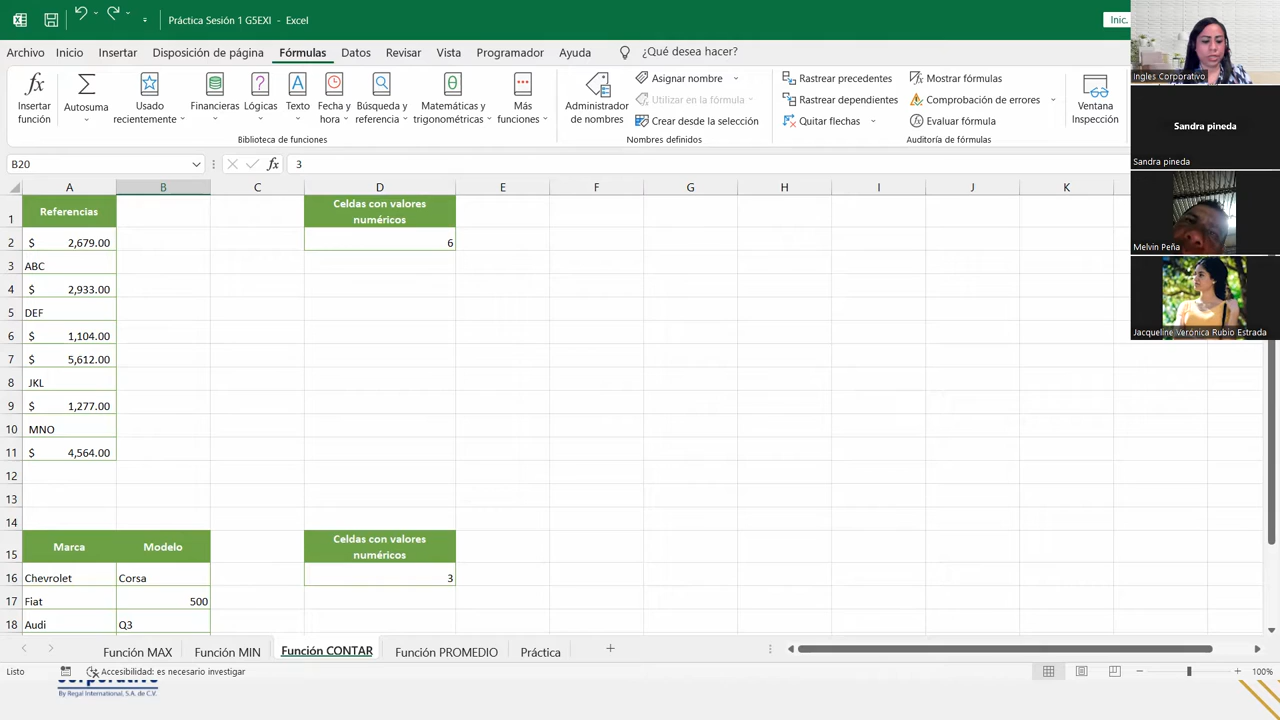 Práctica Sesión 1 G5EXI - Excel
Inic.
Archivo Inicio Insertar Disposición de página Fórmulas Datos Revisar Ayuda ¿Qué desea hacer?
Insertar función
Autosuma
Usado recientemente
Financieras
Lógicas
Texto
Fecha y hora
Búsqueda y referencia
Matemáticas y trigonométricas
Más funciones
Biblioteca de funciones
Administrador de nombres
Asignar nombre
Utilizar en la fórmula
Crear desde la selección
Nombres definidos
Rastrear precedentes
Rastrear dependientes
Quitar flechas
Mostrar fórmulas
Comprobación de errores
Evaluar fórmula
Auditoría de fórmulas
Ventana Inspección
B20 fx 3
A B C D E F G H I J K
1 Referencias Celdas con valores numéricos
2 $ 2,679.00 6
3 ABC
4 $ 2,933.00
5 DEF
6 $ 1,104.00
7 $ 5,612.00
8 JKL
9 $ 1,277.00
10 MNO
11 $ 4,564.00
12
13
14
15 Marca Modelo Celdas con valores numéricos
16 Chevrolet Corsa 3
17 Fiat 500
18 Audi Q3
Función MAX Función MIN Función CONTAR Función PROMEDIO Práctica
Listo Accesibilidad: es necesario investigar 100%
By Regal International, S.A. de C.V.
Ingles Corporativo
Sandra pineda
Sandra pineda
Melvin Peña
Jacqueline Verónica Rubio Estrada